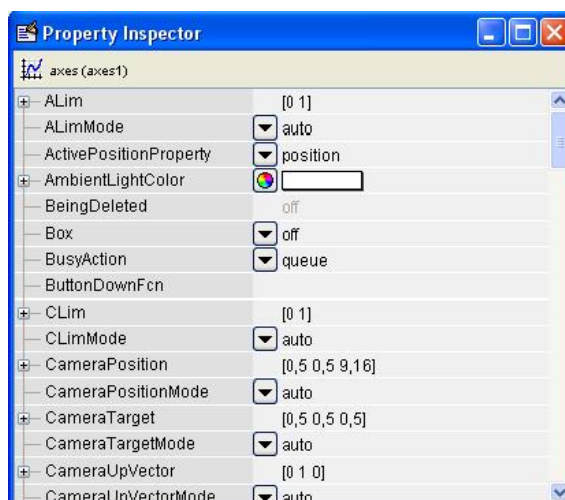 Property Inspector
axes (axes1)
ALim [0 1]
ALimMode auto
ActivePositionProperty position
AmbientLightColor
BeingDeleted off
Box off
BusyAction queue
ButtonDownFcn
CLim [0 1]
CLimMode auto
CameraPosition [0,5 0,5 9,16]
CameraPositionMode auto
CameraTarget [0,5 0,5 0,5]
CameraTargetMode auto
CameraUpVector [0 1 0]
CameraUpVectorMode auto